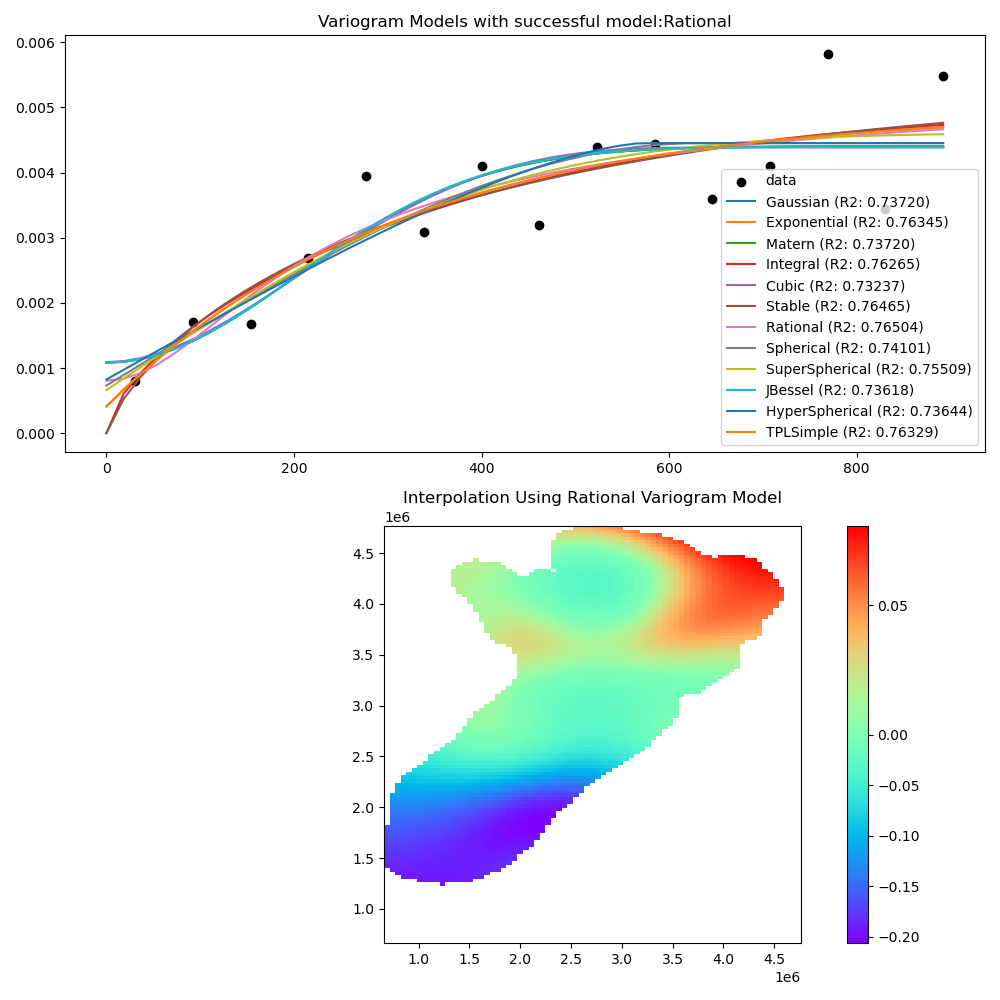 Variogram Models with successful model:Rational
0.006
0.005
0.004
0.003
0.002
0.001
0.000
data
Gaussian (R2: 0.73720)
Exponential (R2: 0.76345)
Matern (R2: 0.73720)
Integral (R2: 0.76265)
Cubic (R2: 0.73237)
Stable (R2: 0.76465)
Rational (R2: 0.76504)
Spherical (R2: 0.74101)
SuperSpherical (R2: 0.75509)
JBessel (R2: 0.73618)
HyperSpherical (R2: 0.73644)
TPLSimple (R2: 0.76329)
0 200 400 600 800
Interpolation Using Rational Variogram Model
1e6
4.5
4.0
3.5
3.0
2.5
2.0
1.5
1.0
1.0 1.5 2.0 2.5 3.0 3.5 4.0 4.5
1e6
0.05
0.00
−0.05
−0.10
−0.15
−0.20